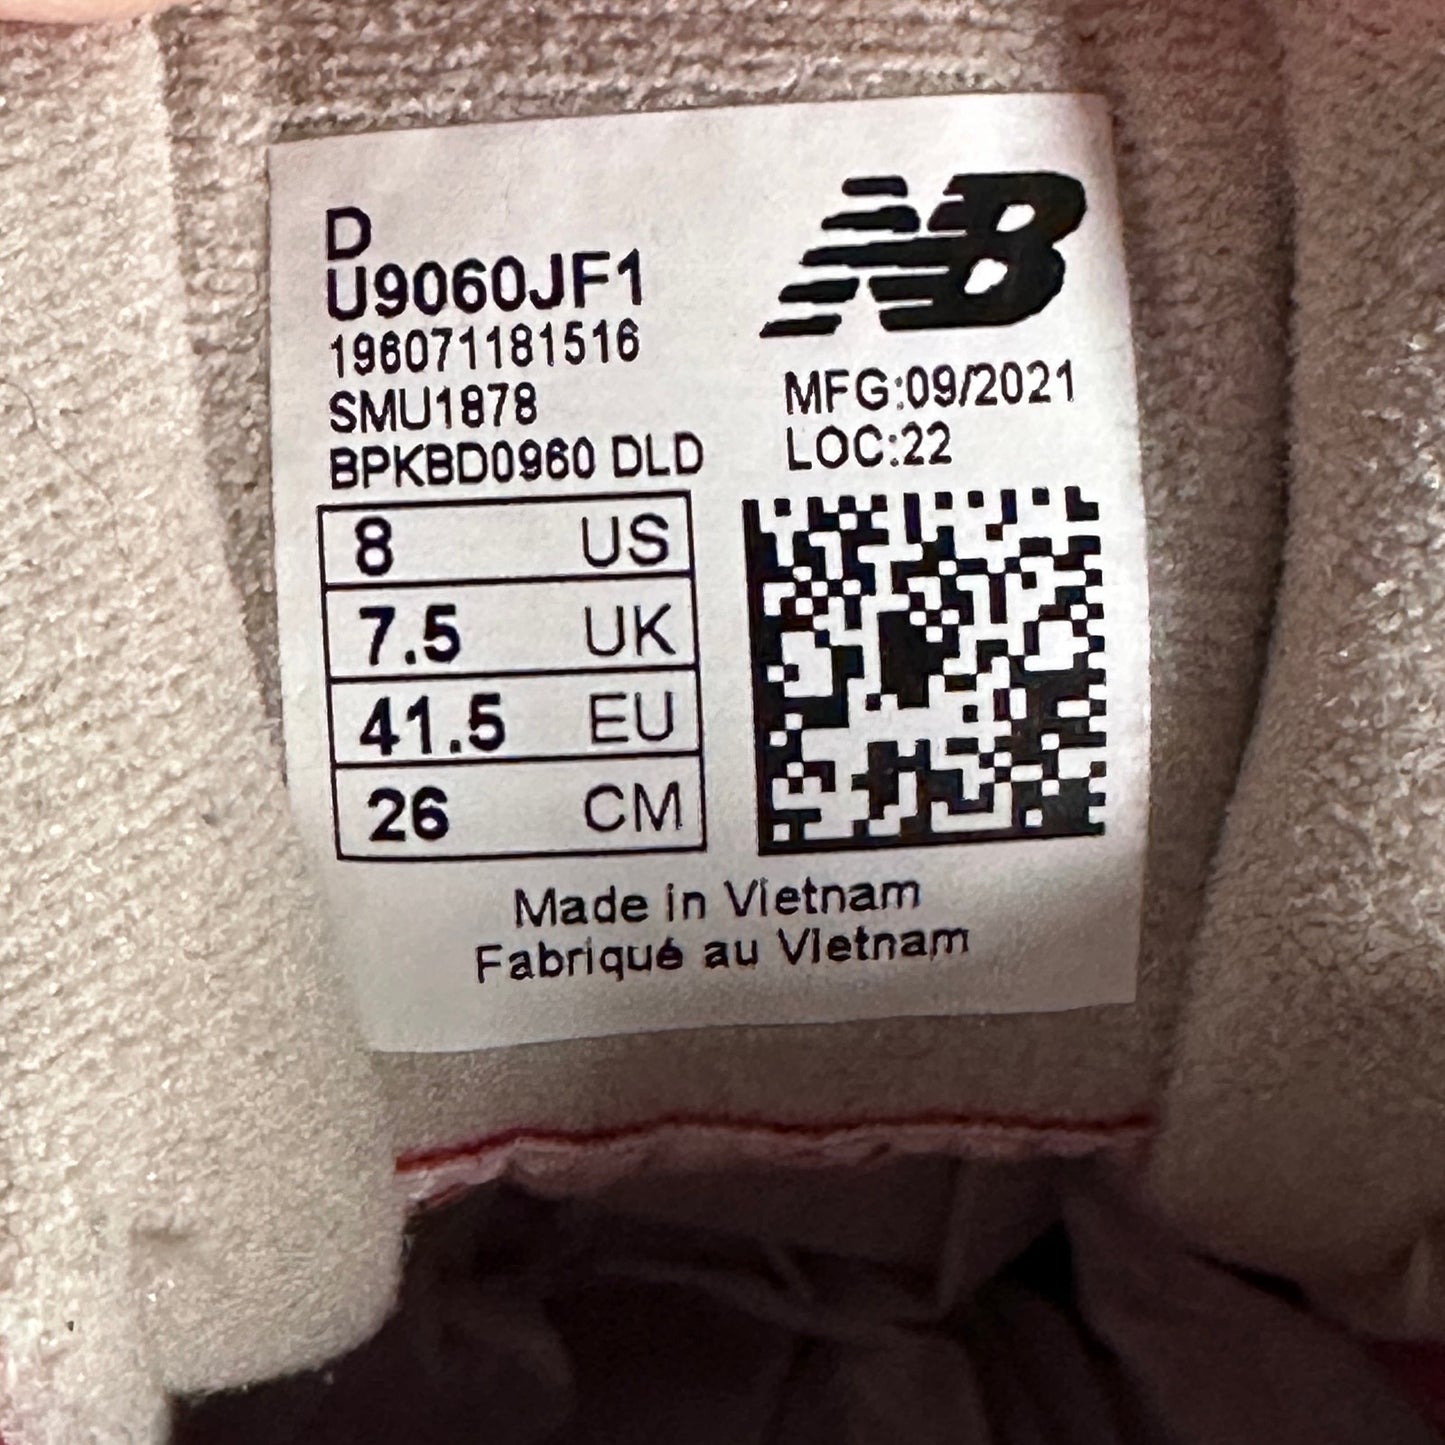 D
U9060JF1
196071181516
SMU1878
BPKBD0960 DLD
NB
MFG:09/2021
LOC:22
8 US
7.5 UK
41.5 EU
26 CM
Made in Vietnam
Fabriqué au Vietnam